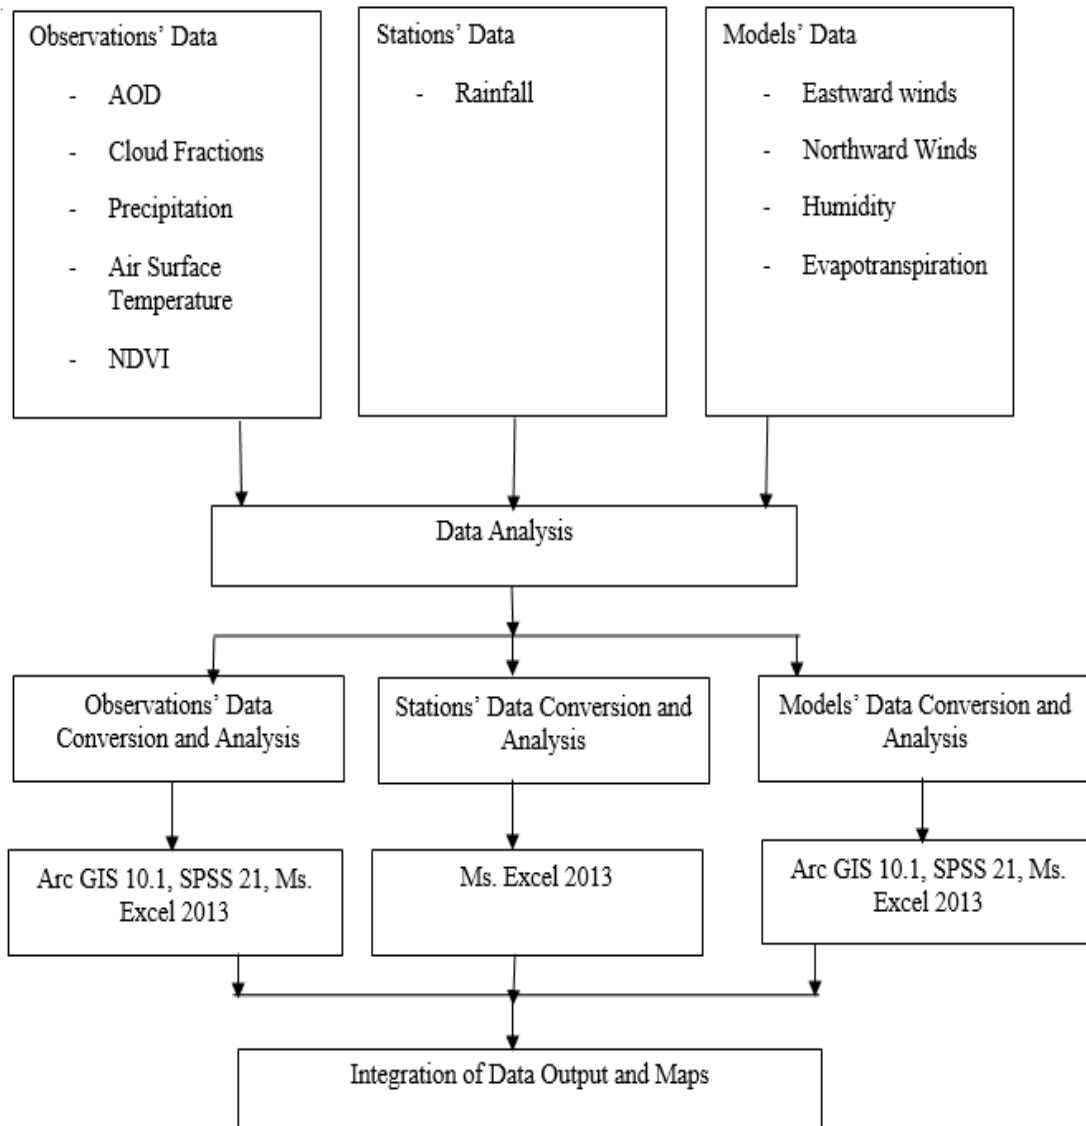 Observations’ Data
- AOD
- Cloud Fractions
- Precipitation
- Air Surface
Temperature
- NDVI
Stations’ Data
- Rainfall
Models’ Data
- Eastward winds
- Northward Winds
- Humidity
- Evapotranspiration
Data Analysis
Observations’ Data
Conversion and Analysis
Stations’ Data Conversion and
Analysis
Models’ Data Conversion and
Analysis
Arc GIS 10.1, SPSS 21, Ms.
Excel 2013
Ms. Excel 2013
Arc GIS 10.1, SPSS 21, Ms.
Excel 2013
Integration of Data Output and Maps